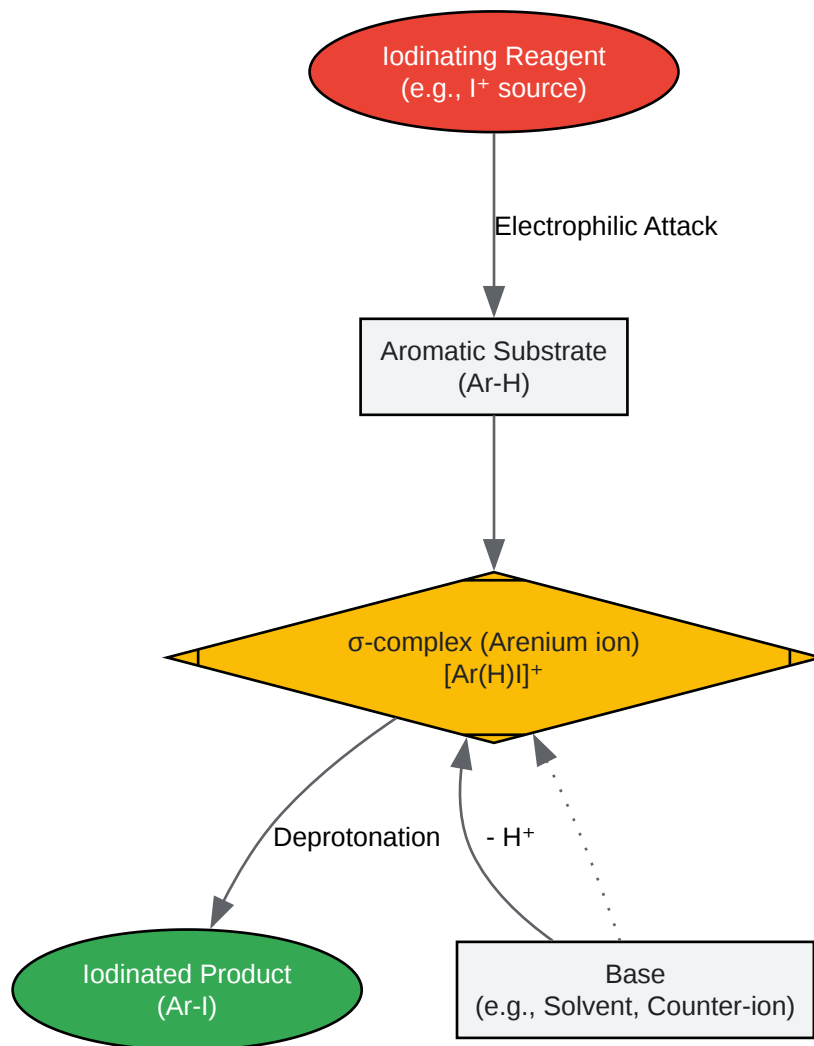 Iodinating Reagent
(e.g., I⁺ source)
Electrophilic Attack
Aromatic Substrate
(Ar-H)
σ-complex (Arenium ion)
[Ar(H)I]⁺
Deprotonation
- H⁺
Iodinated Product
(Ar-I)
Base
(e.g., Solvent, Counter-ion)